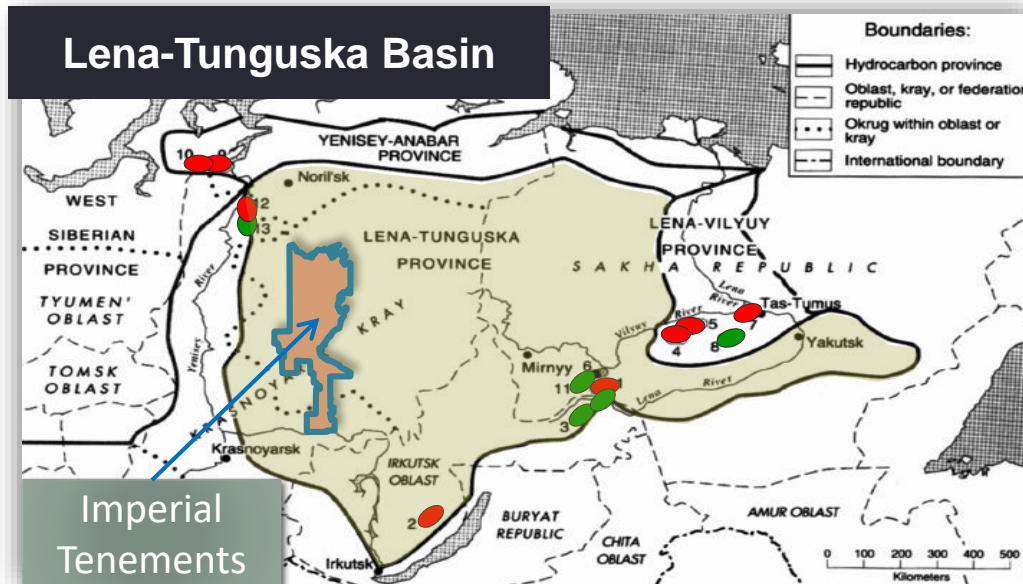 Lena-Tunguska Basin
Boundaries:
Hydrocarbon province
Oblast, kray, or federation
republic
Okrug within oblast or
kray
International boundary
YENISEY-ANABAR
PROVINCE
10 9
Noril'sk
WEST
SIBERIAN
PROVINCE
TYUMEN'
OBLAST
TOMSK
OBLAST
12
13
River
Yenisey
LENA-TUNGUSKA
PROVINCE
LENA-VILYUY
PROVINCE
SAKHA REPUBLIC
Lena
River
Tas-Tumus
7
Vilyuy River
5
4
8
Yakutsk
KRASNOYARSK KRAY
Mirnyy
6
11
1
3
Lena River
Krasnoyarsk
IRKUTSK
OBLAST
2
Irkutsk
BURYAT
REPUBLIC
CHITA
OBLAST
AMUR OBLAST
Imperial
Tenements
0 100 200 300 400 500
Kilometers